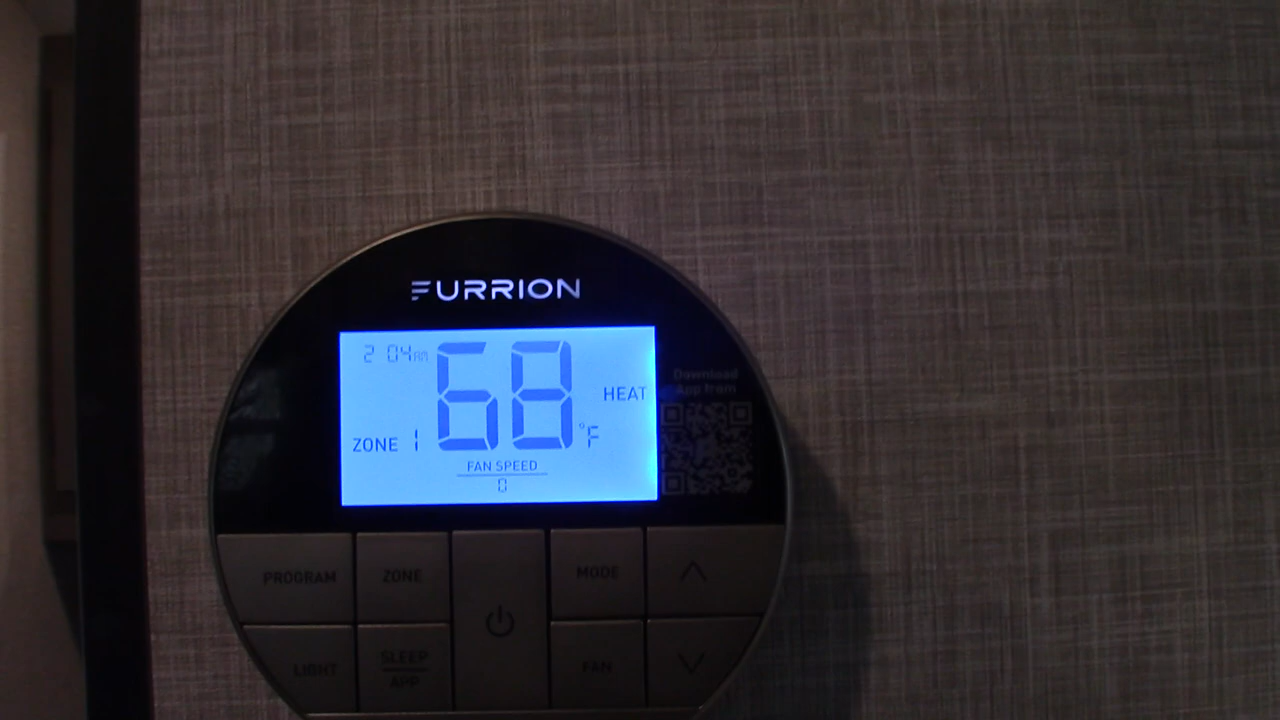 FURRION
2 04 AM
68 °F
HEAT
ZONE 1
FAN SPEED
0
Download
App from
PROGRAM
ZONE
MODE
LIGHT
SLEEP
APP
FAN